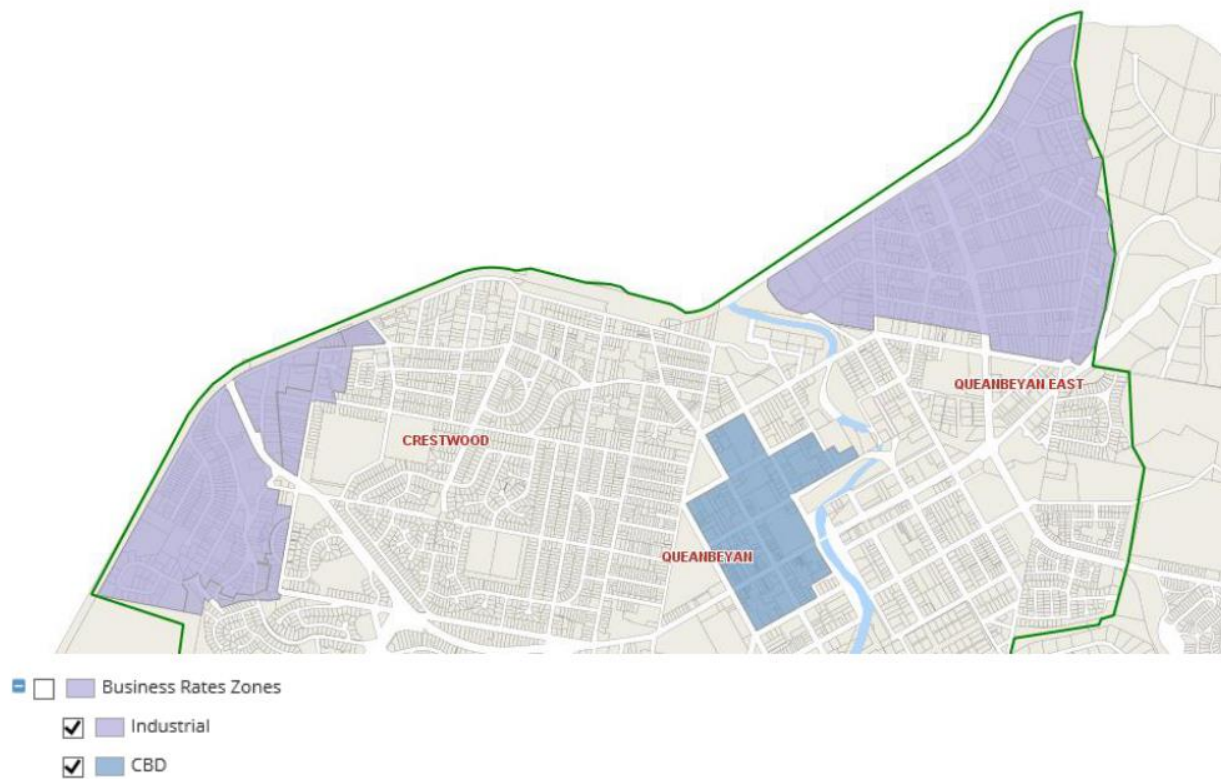 QUEANBEYAN EAST
CRESTWOOD
QUEANBEYAN
Business Rates Zones
Industrial
CBD